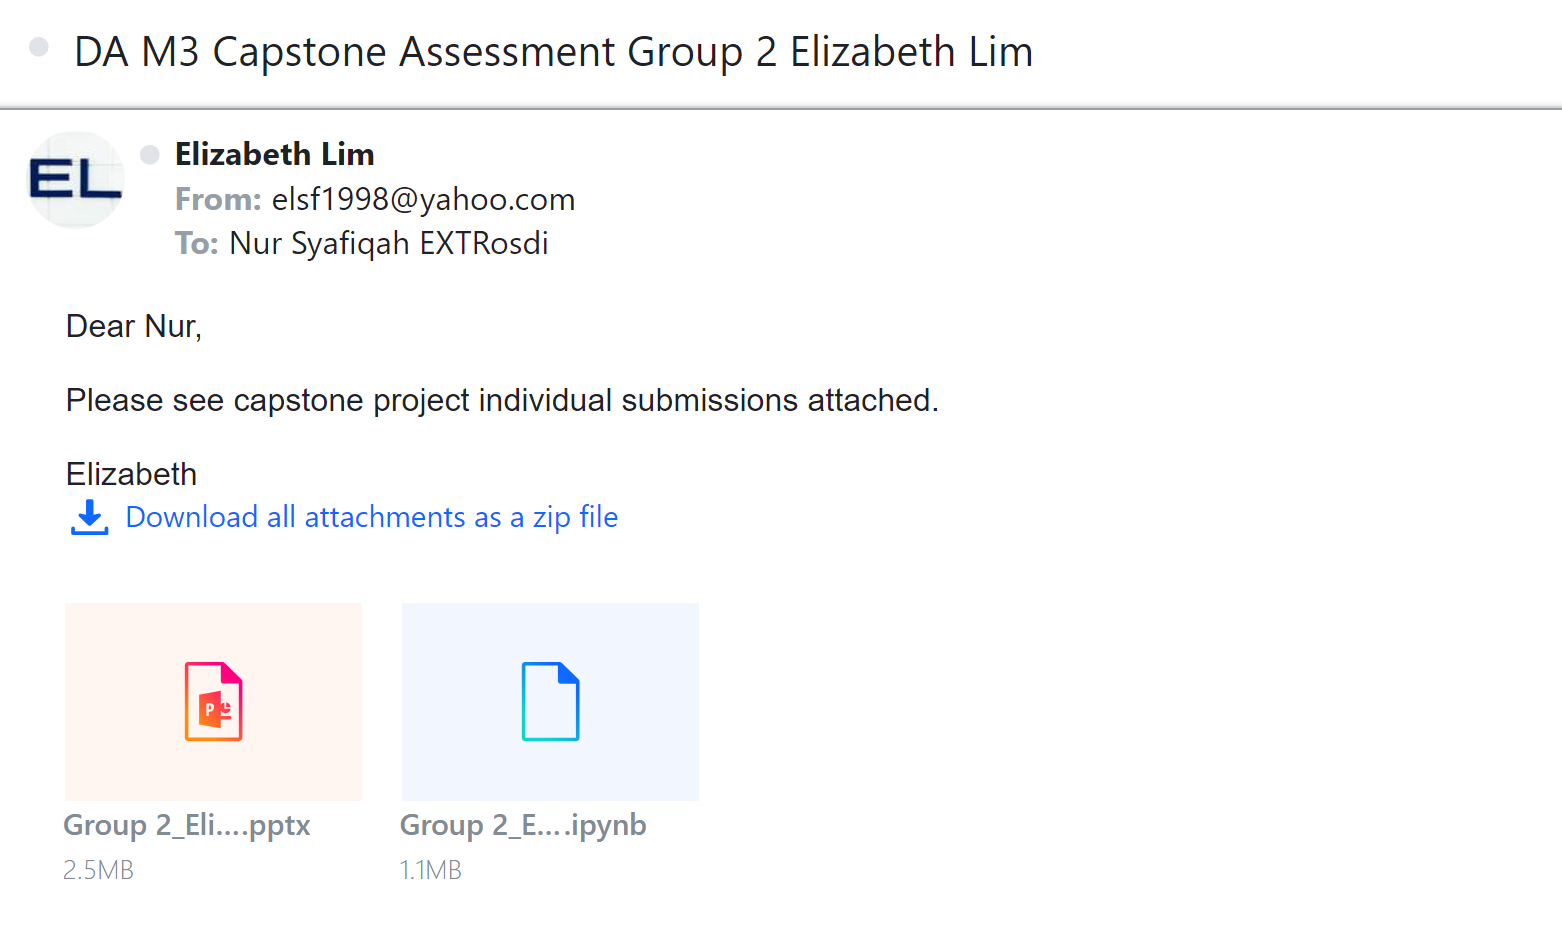 DA M3 Capstone Assessment Group 2 Elizabeth Lim
EL
Elizabeth Lim
From: elsf1998@yahoo.com
To: Nur Syafiqah EXTRosdi
Dear Nur,
Please see capstone project individual submissions attached.
Elizabeth
Download all attachments as a zip file
P
Group 2_Eli....pptx
Group 2_E....ipynb
2.5MB
1.1MB